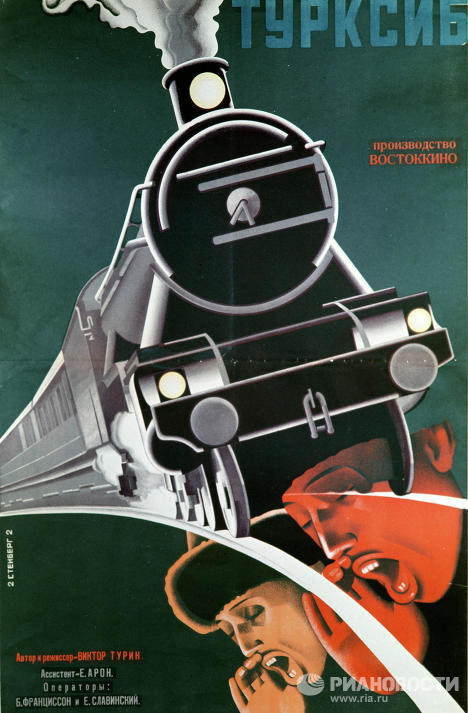 ТУРКСИБ
производство
ВОСТОККИНО
2 СТЕНБЕРГ 2
Автор и режиссер-ВИКТОР ТУРИН.
Ассистент-Е.АРОН.
Операторы:
Б.ФРАНЦИССОН и Е.СЛАВИНСКИЙ.
РИАНОВОСТИ
www.ria.ru